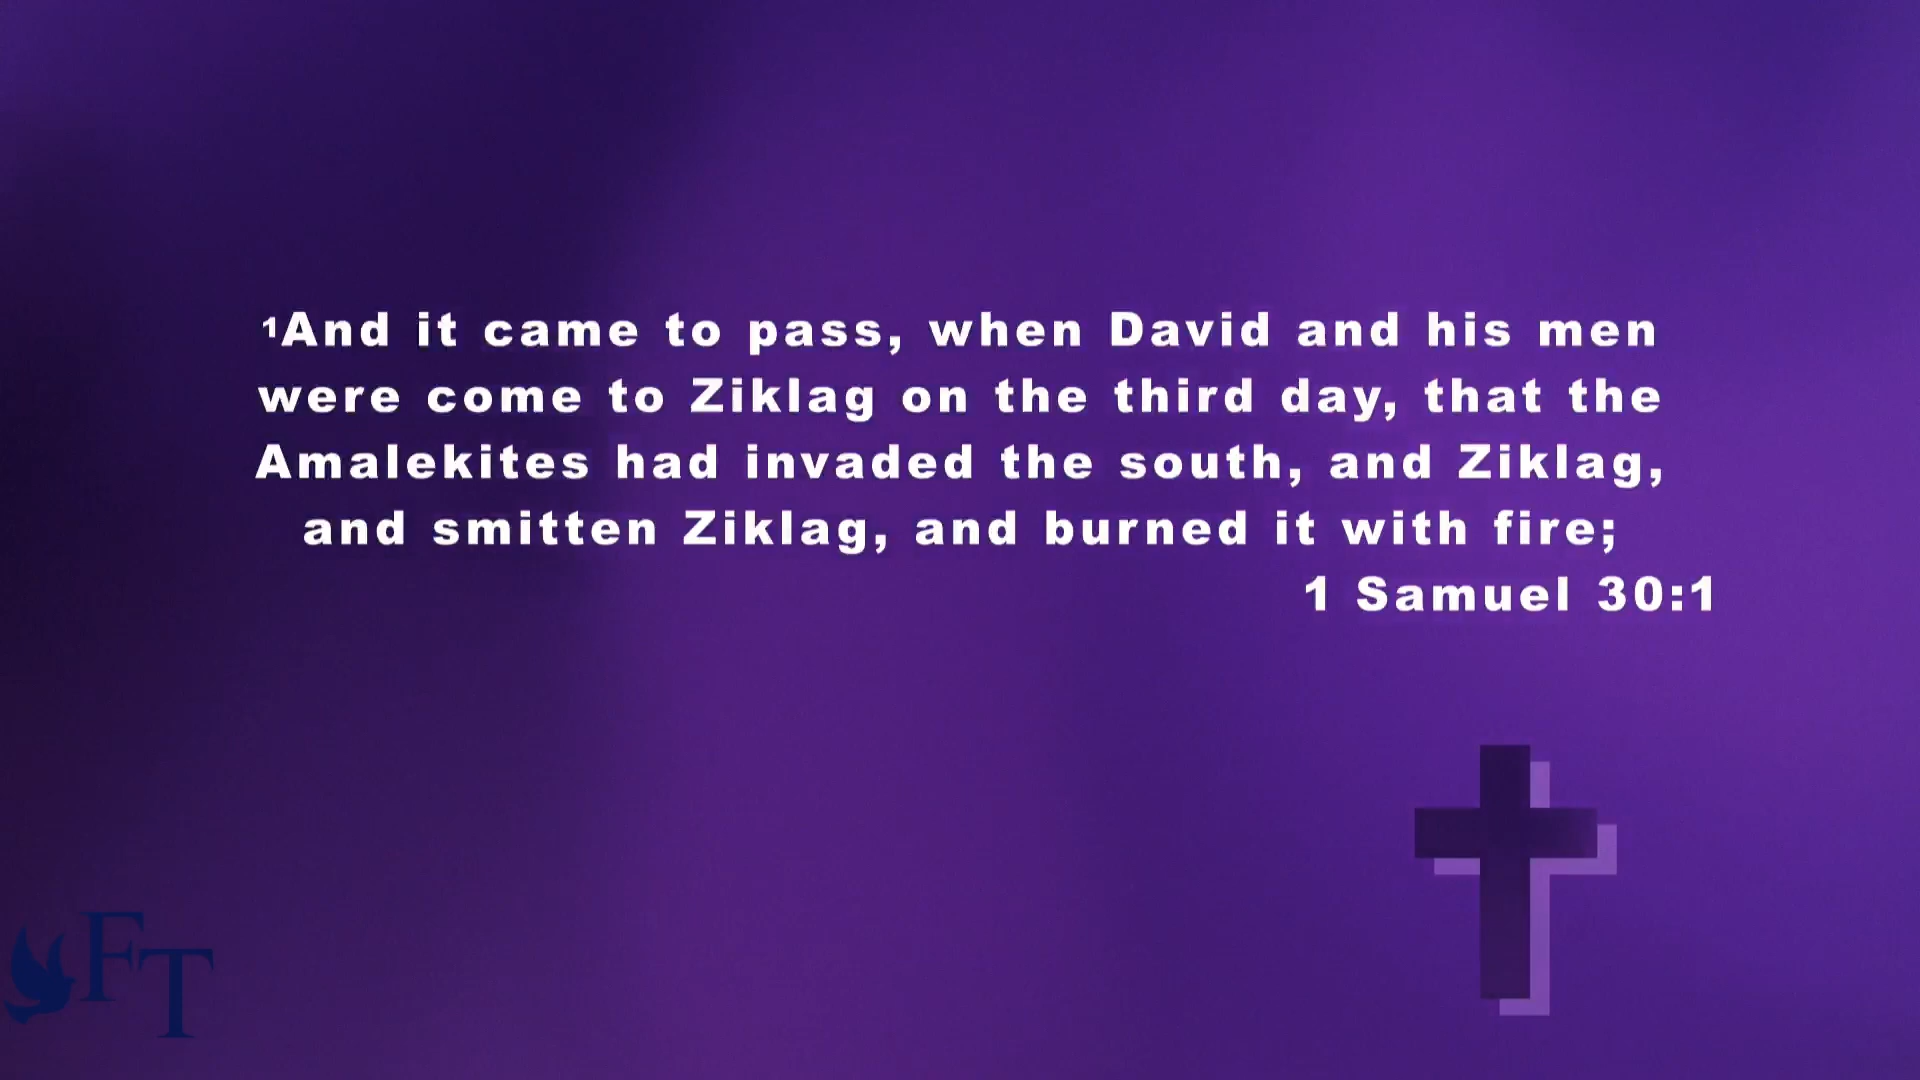 1And it came to pass, when David and his men
were come to Ziklag on the third day, that the
Amalekites had invaded the south, and Ziklag,
and smitten Ziklag, and burned it with fire;
1 Samuel 30:1
FT